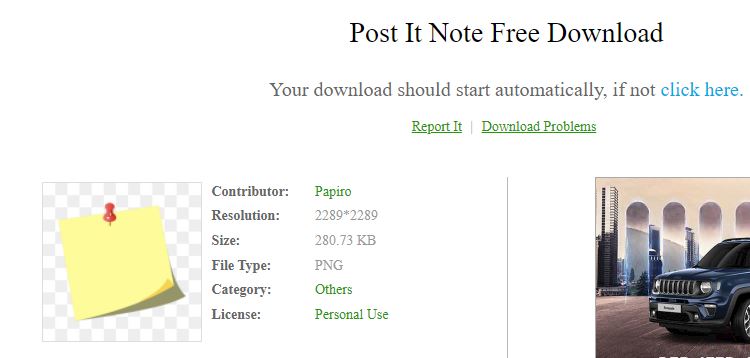 Post It Note Free Download
Your download should start automatically, if not click here.
Report It | Download Problems
Contributor: Papiro
Resolution: 2289*2289
Size: 280.73 KB
File Type: PNG
Category: Others
License: Personal Use